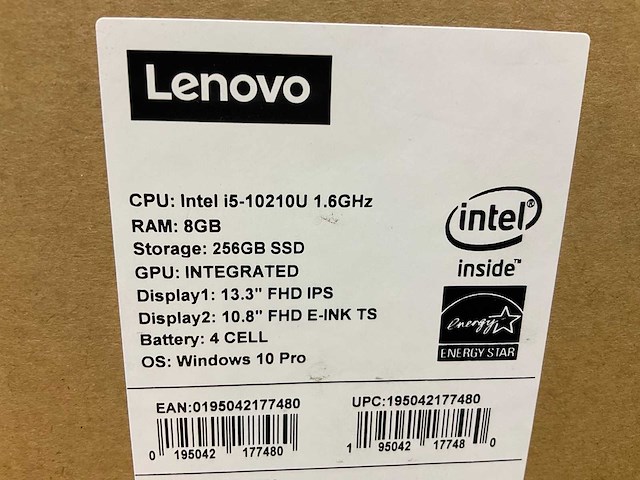 Lenovo
CPU: Intel i5-10210U 1.6GHz
RAM: 8GB
Storage: 256GB SSD
GPU: INTEGRATED
Display1: 13.3" FHD IPS
Display2: 10.8" FHD E-INK TS
Battery: 4 CELL
OS: Windows 10 Pro
intel®
inside™
energy
ENERGY STAR
EAN:0195042177480
UPC:195042177480
0 195042 177480
1 95042 17748 0